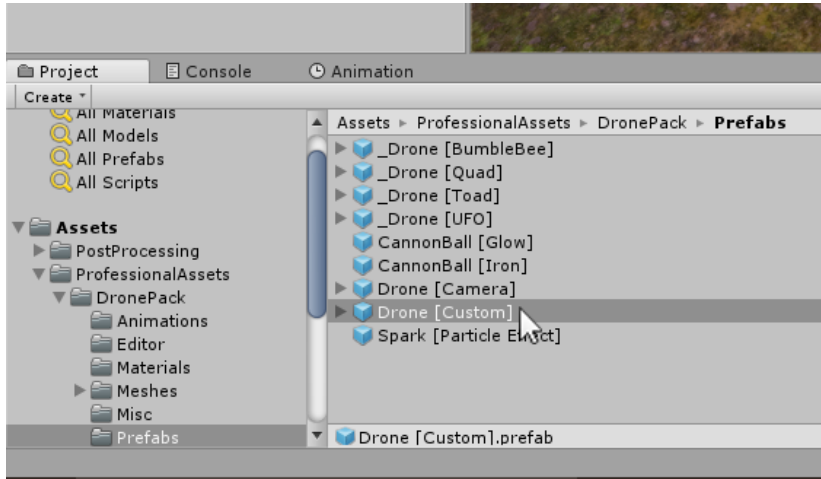 Project
Console
Animation
Create
All Materials
All Models
All Prefabs
All Scripts
Assets
PostProcessing
ProfessionalAssets
DronePack
Animations
Editor
Materials
Meshes
Misc
Prefabs
Assets ▸ ProfessionalAssets ▸ DronePack ▸ Prefabs
_Drone [BumbleBee]
_Drone [Quad]
_Drone [Toad]
_Drone [UFO]
CannonBall [Glow]
CannonBall [Iron]
Drone [Camera]
Drone [Custom]
Spark [Particle Effect]
Drone [Custom].prefab